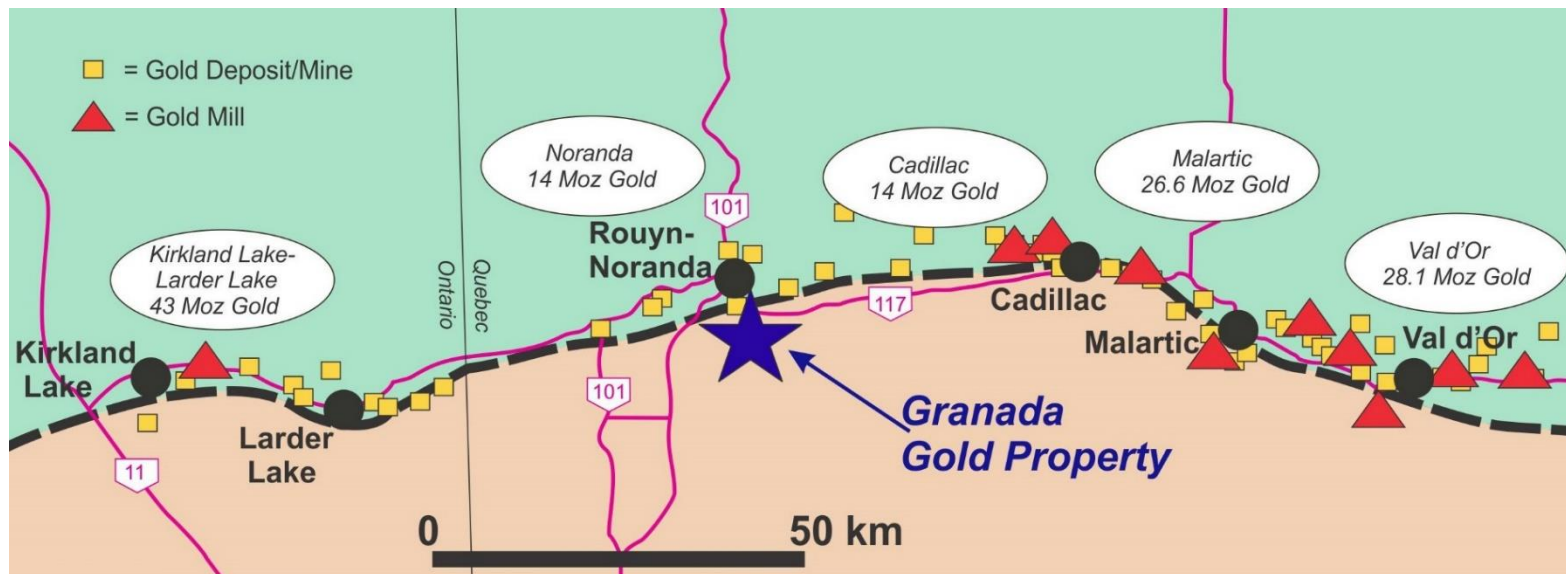 = Gold Deposit/Mine
= Gold Mill
Noranda
14 Moz Gold
Cadillac
14 Moz Gold
Malartic
26.6 Moz Gold
Kirkland Lake-
Larder Lake
43 Moz Gold
Val d'Or
28.1 Moz Gold
Ontario
Quebec
101
Rouyn-
Noranda
117
Cadillac
Malartic
Val d'Or
Kirkland
Lake
Larder
Lake
101
11
Granada
Gold Property
0
50 km